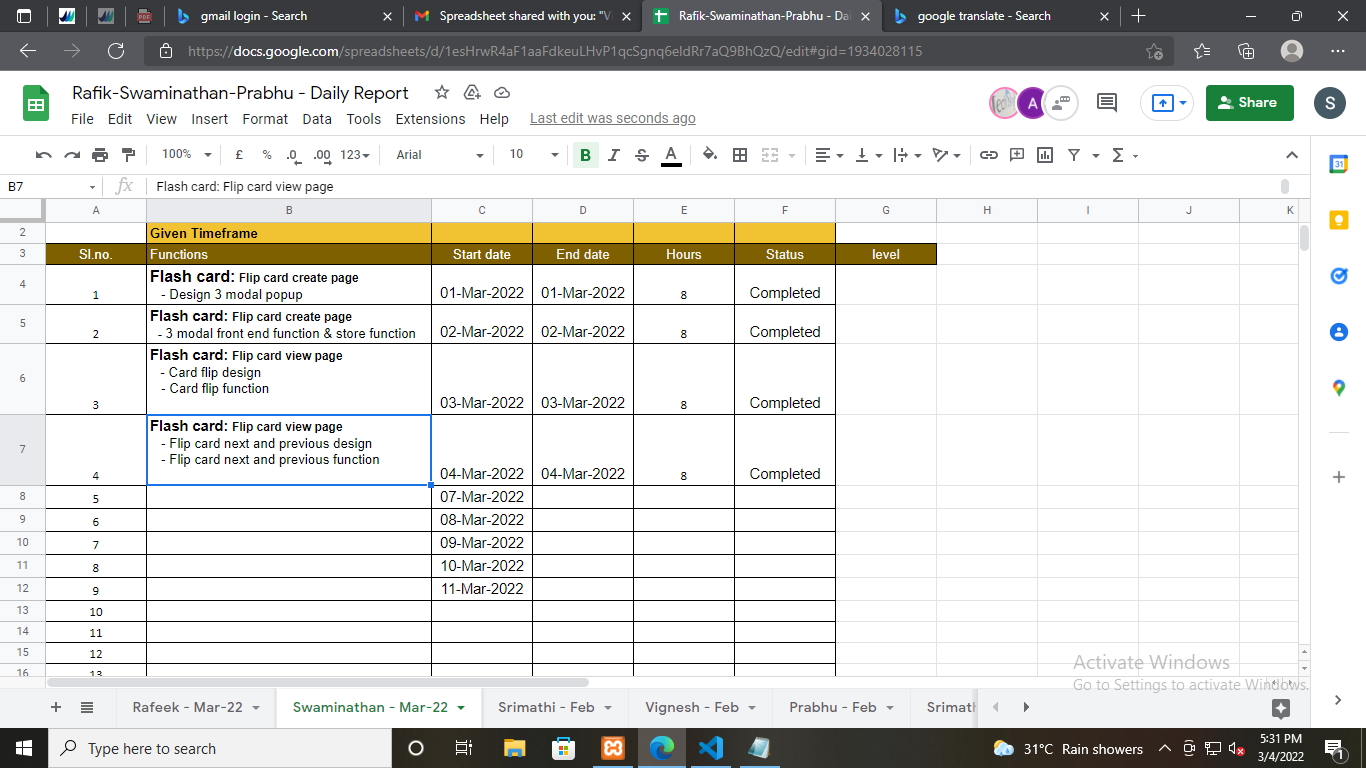 gmail login - Search
Spreadsheet shared with you: "Vi
Rafik-Swaminathan-Prabhu - Dai
google translate - Search
https://docs.google.com/spreadsheets/d/1esHrwR4aF1aaFdkeuLHvP1qcSgnq6eldRr7aQ9BhQzQ/edit#gid=1934028115
Rafik-Swaminathan-Prabhu - Daily Report
A
Share
S
File Edit View Insert Format Data Tools Extensions Help Last edit was seconds ago
100% £ % .0 .00 123 Arial 10 B I S A
31
B7 fx Flash card: Flip card view page
A B C D E F G H I J K
2 Given Timeframe
3 Sl.no. Functions Start date End date Hours Status level
4 1 Flash card: Flip card create page
- Design 3 modal popup 01-Mar-2022 01-Mar-2022 8 Completed
5 2 Flash card: Flip card create page
- 3 modal front end function & store function 02-Mar-2022 02-Mar-2022 8 Completed
6 3 Flash card: Flip card view page
- Card flip design
- Card flip function
03-Mar-2022 03-Mar-2022 8 Completed
7 4 Flash card: Flip card view page
- Flip card next and previous design
- Flip card next and previous function
04-Mar-2022 04-Mar-2022 8 Completed
8 5 07-Mar-2022
9 6 08-Mar-2022
10 7 09-Mar-2022
11 8 10-Mar-2022
12 9 11-Mar-2022
13 10
14 11
15 12
16 13
Activate Windows
Go to Settings to activate Windows.
Rafeek - Mar-22 Swaminathan - Mar-22 Srimathi - Feb Vignesh - Feb Prabhu - Feb Srimath
Type here to search
31°C Rain showers
5:31 PM
3/4/2022
1